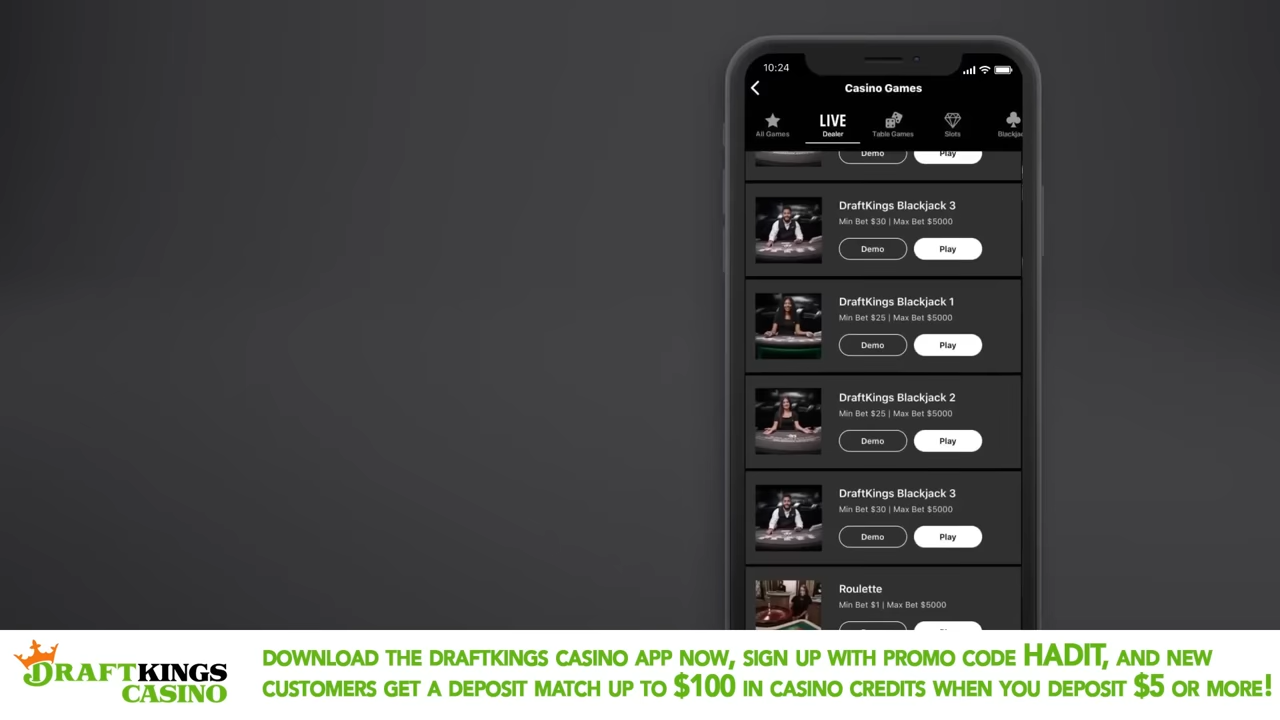 10:24
Casino Games
All Games
LIVE
Dealer
Table Games
Slots
Demo
Play
DraftKings Blackjack 3
Min Bet $30 | Max Bet $5000
Demo
Play
DraftKings Blackjack 1
Min Bet $25 | Max Bet $5000
Demo
Play
DraftKings Blackjack 2
Min Bet $25 | Max Bet $5000
Demo
Play
DraftKings Blackjack 3
Min Bet $30 | Max Bet $5000
Demo
Play
Roulette
Min Bet $1 | Max Bet $5000
DRAFTKINGS
CASINO
DOWNLOAD THE DRAFTKINGS CASINO APP NOW, SIGN UP WITH PROMO CODE HADIT, AND NEW
CUSTOMERS GET A DEPOSIT MATCH UP TO $100 IN CASINO CREDITS WHEN YOU DEPOSIT $5 OR MORE!